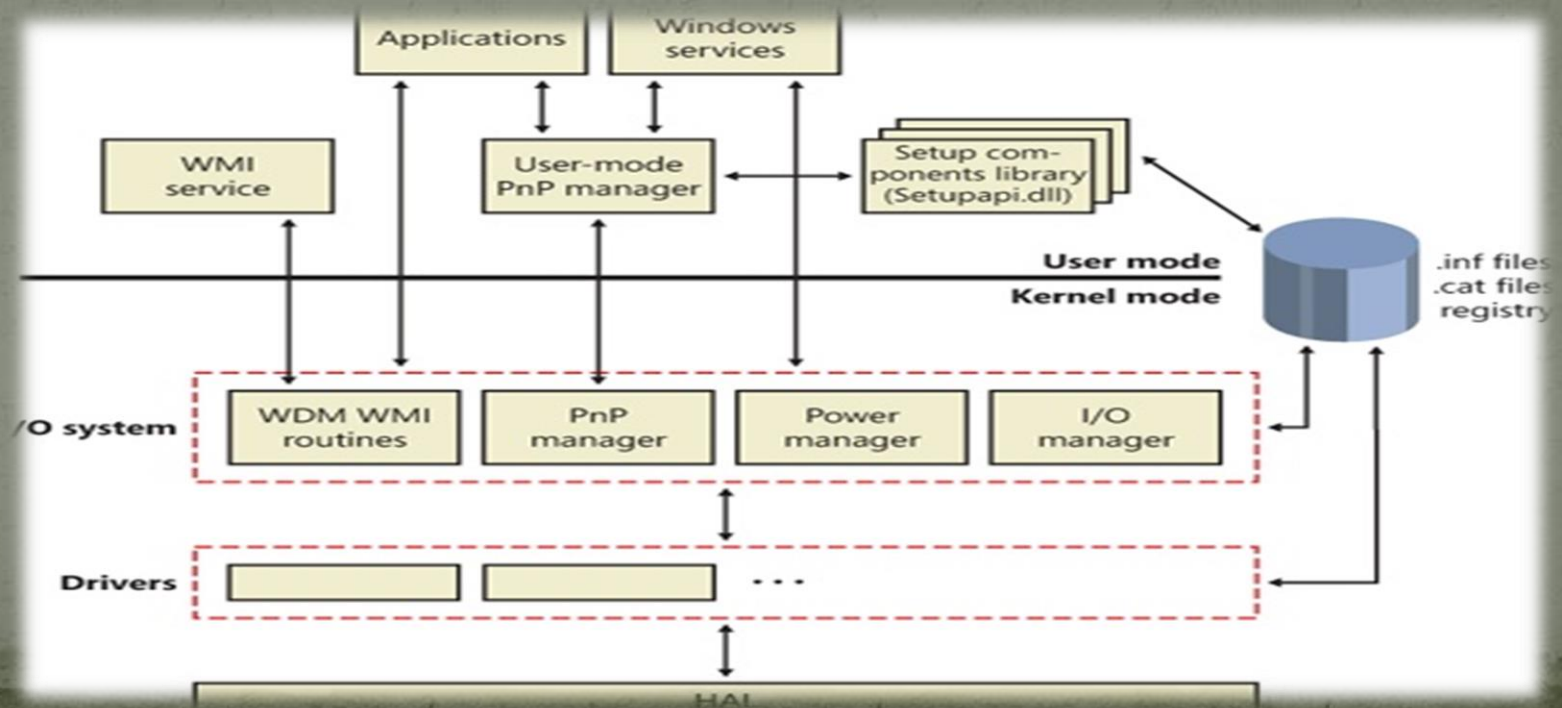 Applications
Windows
services
WMI
service
User-mode
PnP manager
Setup com-
ponents library
(Setupapi.dll)
User mode
Kernel mode
.inf files
.cat files
registry
/O system
WDM WMI
routines
PnP
manager
Power
manager
I/O
manager
Drivers
...
HAL